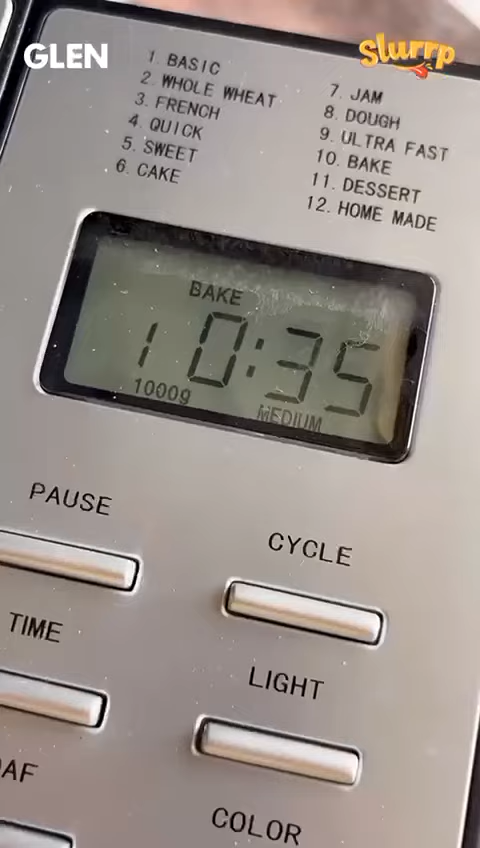 GLEN
Slurrp
1. BASIC
2. WHOLE WHEAT
3. FRENCH
4. QUICK
5. SWEET
6. CAKE
7. JAM
8. DOUGH
9. ULTRA FAST
10. BAKE
11. DESSERT
12. HOME MADE
BAKE
10:35
1000g
MEDIUM
PAUSE
CYCLE
TIME
LIGHT
COLOR